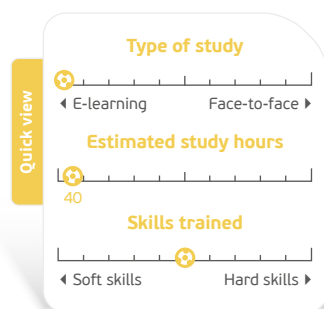 Quick view
Type of study
E-learning Face-to-face
Estimated study hours
40
Skills trained
Soft skills Hard skills